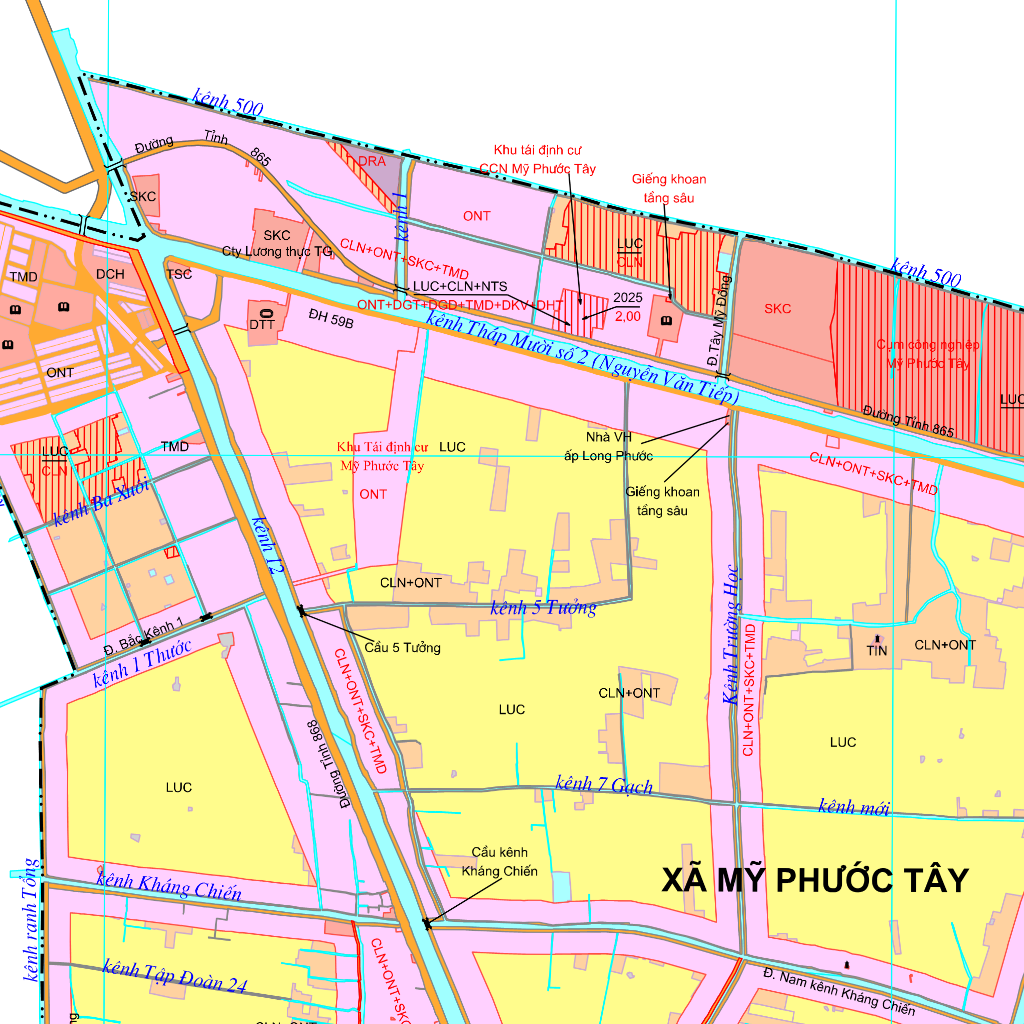 kênh 500
Đường
Tỉnh
865
DRA
Khu tái định cư
CCN Mỹ Phước Tây
Giếng khoan
tầng sâu
SKC
ONT
kênh 1
SKC
Cty Lương thực TG
CLN+ONT+SKC+TMD
LUC
CLN
kênh 500
TMD
DCH
TSC
LUC+CLN+NTS
2025
2,00
ONT+DGT+DGD+TMD+DKV+DHT
Đ. Tây Mỹ Đông
SKC
DTT
ĐH 59B
kênh Tháp Mười số 2 (Nguyễn Văn Tiếp)
Cụm công nghiệp
Mỹ Phước Tây
ONT
LUC
Đường Tỉnh 865
LUC
CLN
TMD
Khu Tái định cư
Mỹ Phước Tây
ONT
LUC
Nhà VH
ấp Long Phước
CLN+ONT+SKC+TMD
kênh Ba Xuôi
Giếng khoan
tầng sâu
kênh 12
CLN+ONT
kênh 5 Tưởng
Kênh Trường Học
Đ. Bắc Kênh 1
kênh 1 Thước
Cầu 5 Tưởng
CLN+ONT+SKC+TMD
CLN+ONT+SKC+TMD
TIN
CLN+ONT
CLN+ONT
LUC
LUC
Đường Tỉnh 868
LUC
kênh 7 Gạch
kênh mới
Cầu kênh
Kháng Chiến
XÃ MỸ PHƯỚC TÂY
kênh Kháng Chiến
kênh ranh Tổng
kênh Tập Đoàn 24
Đ. Nam kênh Kháng Chiến
CLN+ONT+SKC
CLN+ONT